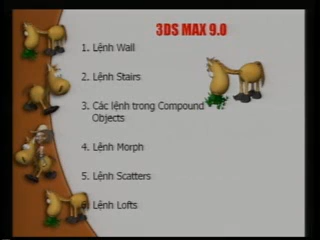 3DS MAX 9.0
1. Lệnh Wall
2. Lệnh Stairs
3. Các lệnh trong Compound
Objects
4. Lệnh Morph
5. Lệnh Scatters
6. Lệnh Lofts